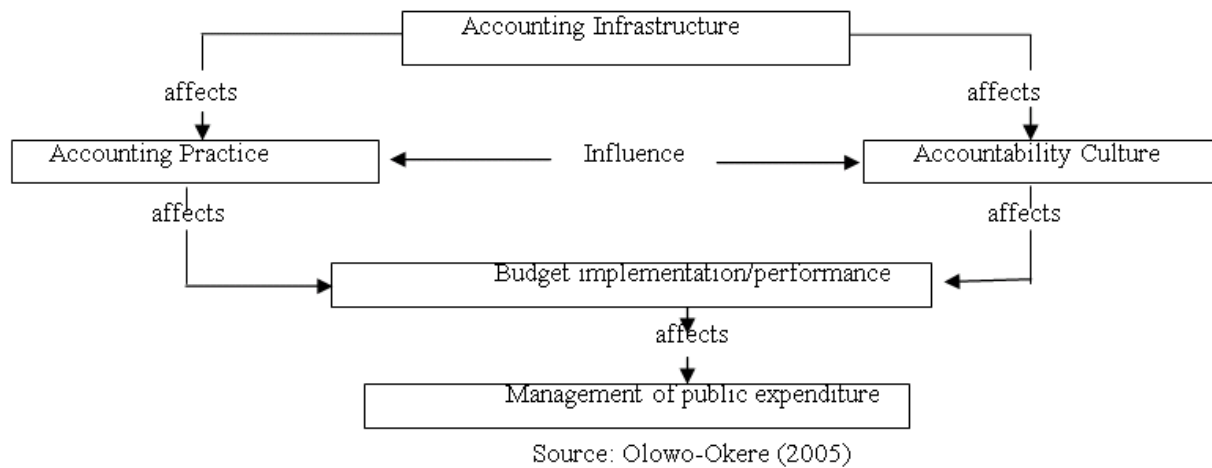 Accounting Infrastructure
affects
affects
Accounting Practice
Influence
Accountability Culture
affects
affects
Budget implementation/performance
affects
Management of public expenditure
Source: Olowo-Okere (2005)